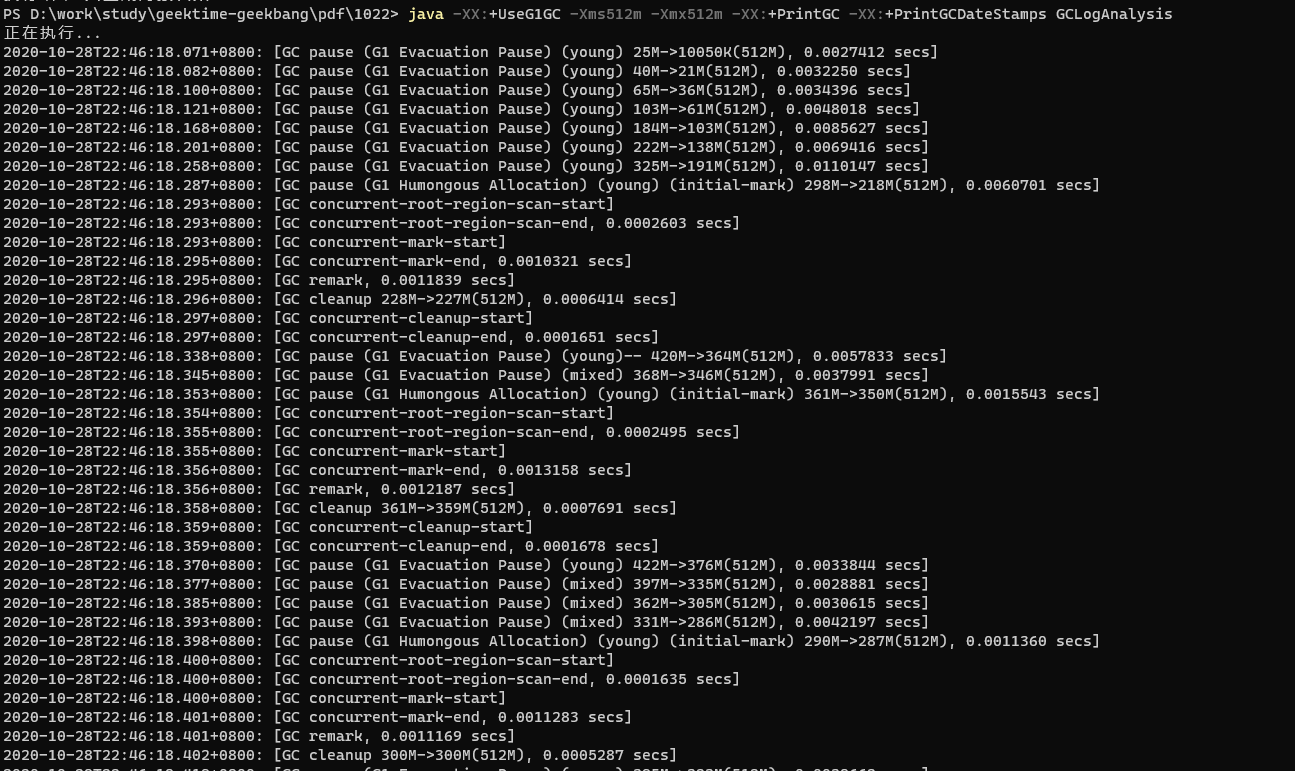 PS D:\work\study\geektime-geekbang\pdf\1022> java -XX:+UseG1GC -Xms512m -Xmx512m -XX:+PrintGC -XX:+PrintGCDateStamps GCLogAnalysis
正在执行...
2020-10-28T22:46:18.071+0800: [GC pause (G1 Evacuation Pause) (young) 25M->10050K(512M), 0.0027412 secs]
2020-10-28T22:46:18.082+0800: [GC pause (G1 Evacuation Pause) (young) 40M->21M(512M), 0.0032250 secs]
2020-10-28T22:46:18.100+0800: [GC pause (G1 Evacuation Pause) (young) 65M->36M(512M), 0.0034396 secs]
2020-10-28T22:46:18.121+0800: [GC pause (G1 Evacuation Pause) (young) 103M->61M(512M), 0.0048018 secs]
2020-10-28T22:46:18.168+0800: [GC pause (G1 Evacuation Pause) (young) 184M->103M(512M), 0.0085627 secs]
2020-10-28T22:46:18.201+0800: [GC pause (G1 Evacuation Pause) (young) 222M->138M(512M), 0.0069416 secs]
2020-10-28T22:46:18.258+0800: [GC pause (G1 Evacuation Pause) (young) 325M->191M(512M), 0.0110147 secs]
2020-10-28T22:46:18.287+0800: [GC pause (G1 Humongous Allocation) (young) (initial-mark) 298M->218M(512M), 0.0060701 secs]
2020-10-28T22:46:18.293+0800: [GC concurrent-root-region-scan-start]
2020-10-28T22:46:18.293+0800: [GC concurrent-root-region-scan-end, 0.0002603 secs]
2020-10-28T22:46:18.293+0800: [GC concurrent-mark-start]
2020-10-28T22:46:18.295+0800: [GC concurrent-mark-end, 0.0010321 secs]
2020-10-28T22:46:18.295+0800: [GC remark, 0.0011839 secs]
2020-10-28T22:46:18.296+0800: [GC cleanup 228M->227M(512M), 0.0006414 secs]
2020-10-28T22:46:18.297+0800: [GC concurrent-cleanup-start]
2020-10-28T22:46:18.297+0800: [GC concurrent-cleanup-end, 0.0001651 secs]
2020-10-28T22:46:18.338+0800: [GC pause (G1 Evacuation Pause) (young)-- 420M->364M(512M), 0.0057833 secs]
2020-10-28T22:46:18.345+0800: [GC pause (G1 Evacuation Pause) (mixed) 368M->346M(512M), 0.0037991 secs]
2020-10-28T22:46:18.353+0800: [GC pause (G1 Humongous Allocation) (young) (initial-mark) 361M->350M(512M), 0.0015543 secs]
2020-10-28T22:46:18.354+0800: [GC concurrent-root-region-scan-start]
2020-10-28T22:46:18.355+0800: [GC concurrent-root-region-scan-end, 0.0002495 secs]
2020-10-28T22:46:18.355+0800: [GC concurrent-mark-start]
2020-10-28T22:46:18.356+0800: [GC concurrent-mark-end, 0.0013158 secs]
2020-10-28T22:46:18.356+0800: [GC remark, 0.0012187 secs]
2020-10-28T22:46:18.358+0800: [GC cleanup 361M->359M(512M), 0.0007691 secs]
2020-10-28T22:46:18.359+0800: [GC concurrent-cleanup-start]
2020-10-28T22:46:18.359+0800: [GC concurrent-cleanup-end, 0.0001678 secs]
2020-10-28T22:46:18.370+0800: [GC pause (G1 Evacuation Pause) (young) 422M->376M(512M), 0.0033844 secs]
2020-10-28T22:46:18.377+0800: [GC pause (G1 Evacuation Pause) (mixed) 397M->335M(512M), 0.0028881 secs]
2020-10-28T22:46:18.385+0800: [GC pause (G1 Evacuation Pause) (mixed) 362M->305M(512M), 0.0030615 secs]
2020-10-28T22:46:18.393+0800: [GC pause (G1 Evacuation Pause) (mixed) 331M->286M(512M), 0.0042197 secs]
2020-10-28T22:46:18.398+0800: [GC pause (G1 Humongous Allocation) (young) (initial-mark) 290M->287M(512M), 0.0011360 secs]
2020-10-28T22:46:18.400+0800: [GC concurrent-root-region-scan-start]
2020-10-28T22:46:18.400+0800: [GC concurrent-root-region-scan-end, 0.0001635 secs]
2020-10-28T22:46:18.400+0800: [GC concurrent-mark-start]
2020-10-28T22:46:18.401+0800: [GC concurrent-mark-end, 0.0011283 secs]
2020-10-28T22:46:18.401+0800: [GC remark, 0.0011169 secs]
2020-10-28T22:46:18.402+0800: [GC cleanup 300M->300M(512M), 0.0005287 secs]